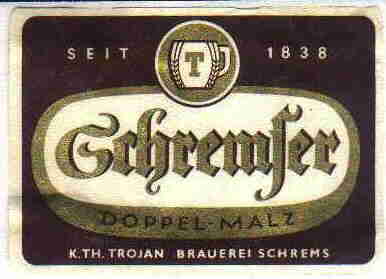 SEIT 1838
T
Schremser
DOPPEL-MALZ
K.TH. TROJAN BRAUEREI SCHREMS